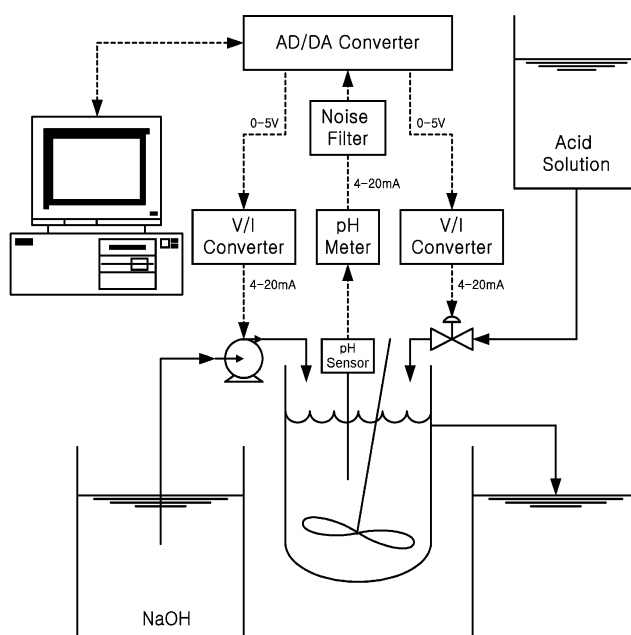 AD/DA Converter
0-5V
Noise
Filter
0-5V
Acid
Solution
4-20mA
V/I
Converter
pH
Meter
V/I
Converter
4-20mA
4-20mA
pH
Sensor
NaOH